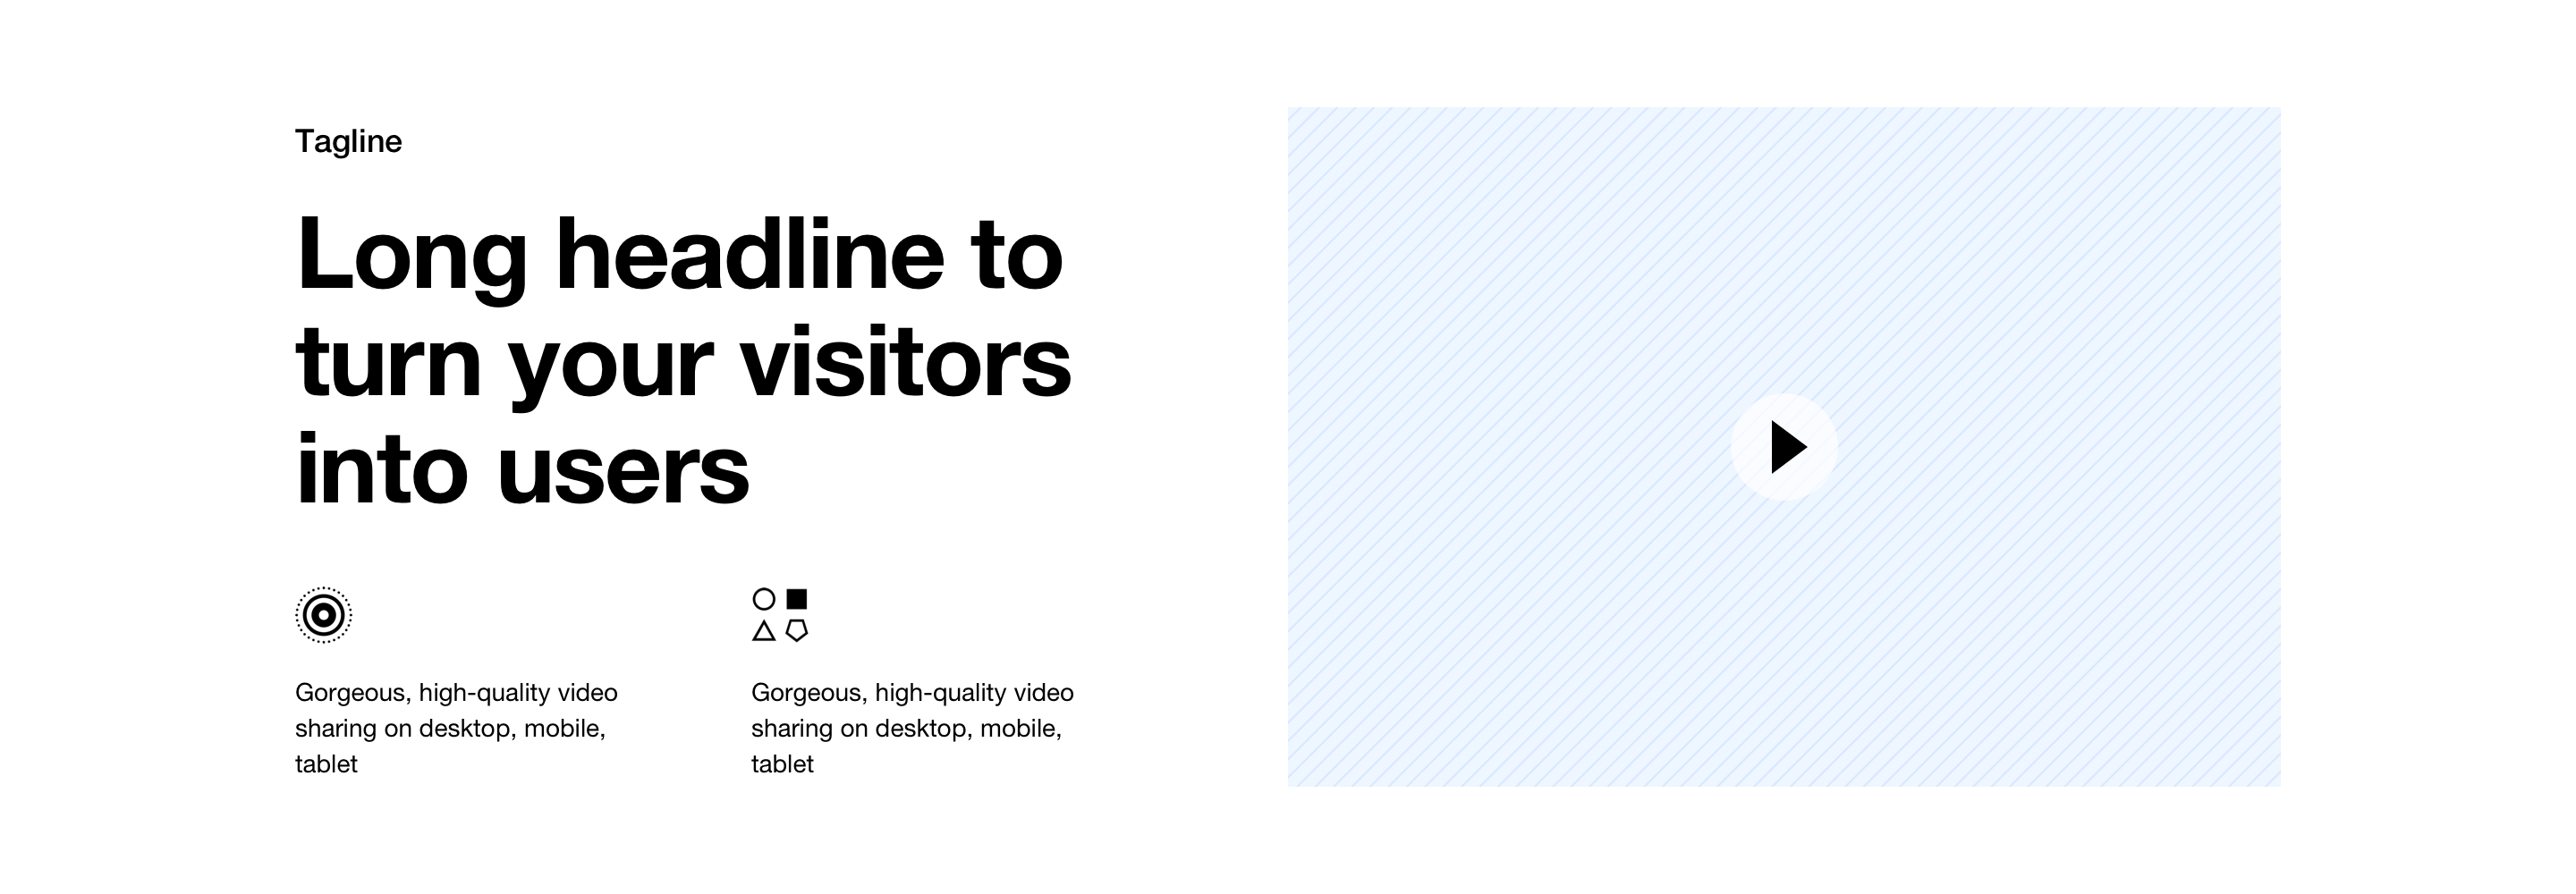 Tagline
Long headline to
turn your visitors
into users
Gorgeous, high-quality video
sharing on desktop, mobile,
tablet
Gorgeous, high-quality video
sharing on desktop, mobile,
tablet